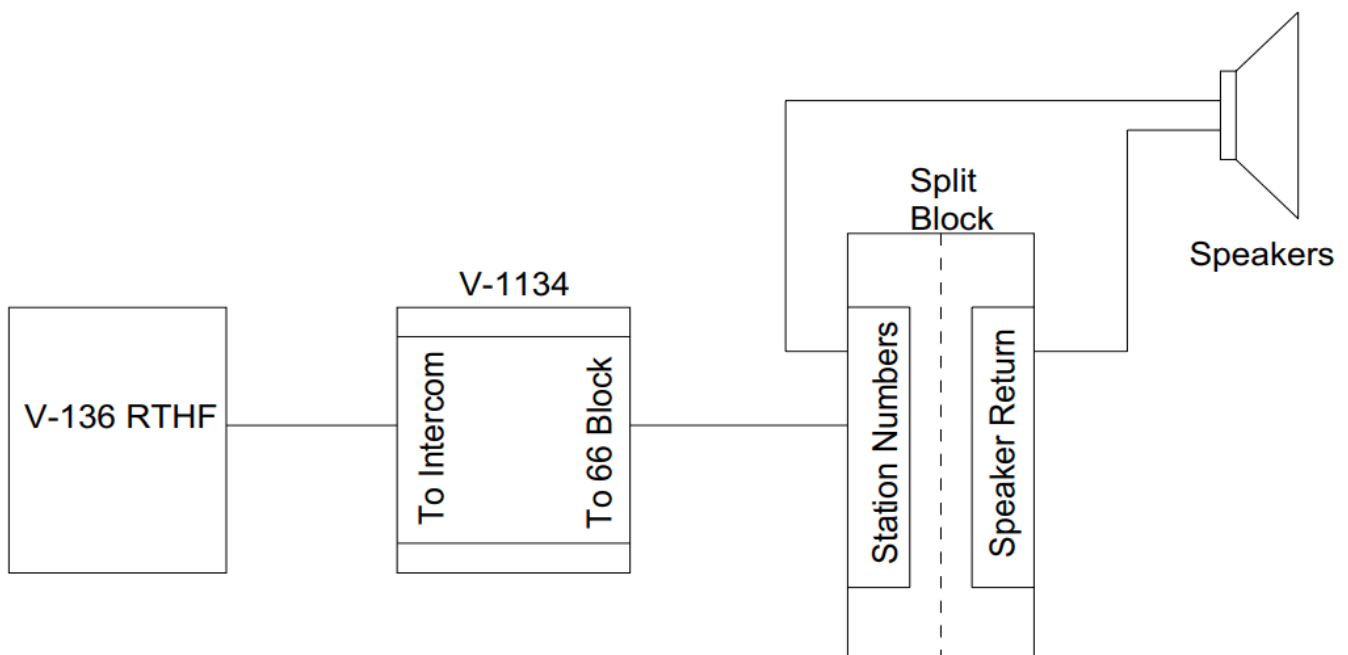 Split
Block
Speakers
V-1134
V-136 RTHF
To Intercom
To 66 Block
Station Numbers
Speaker Return